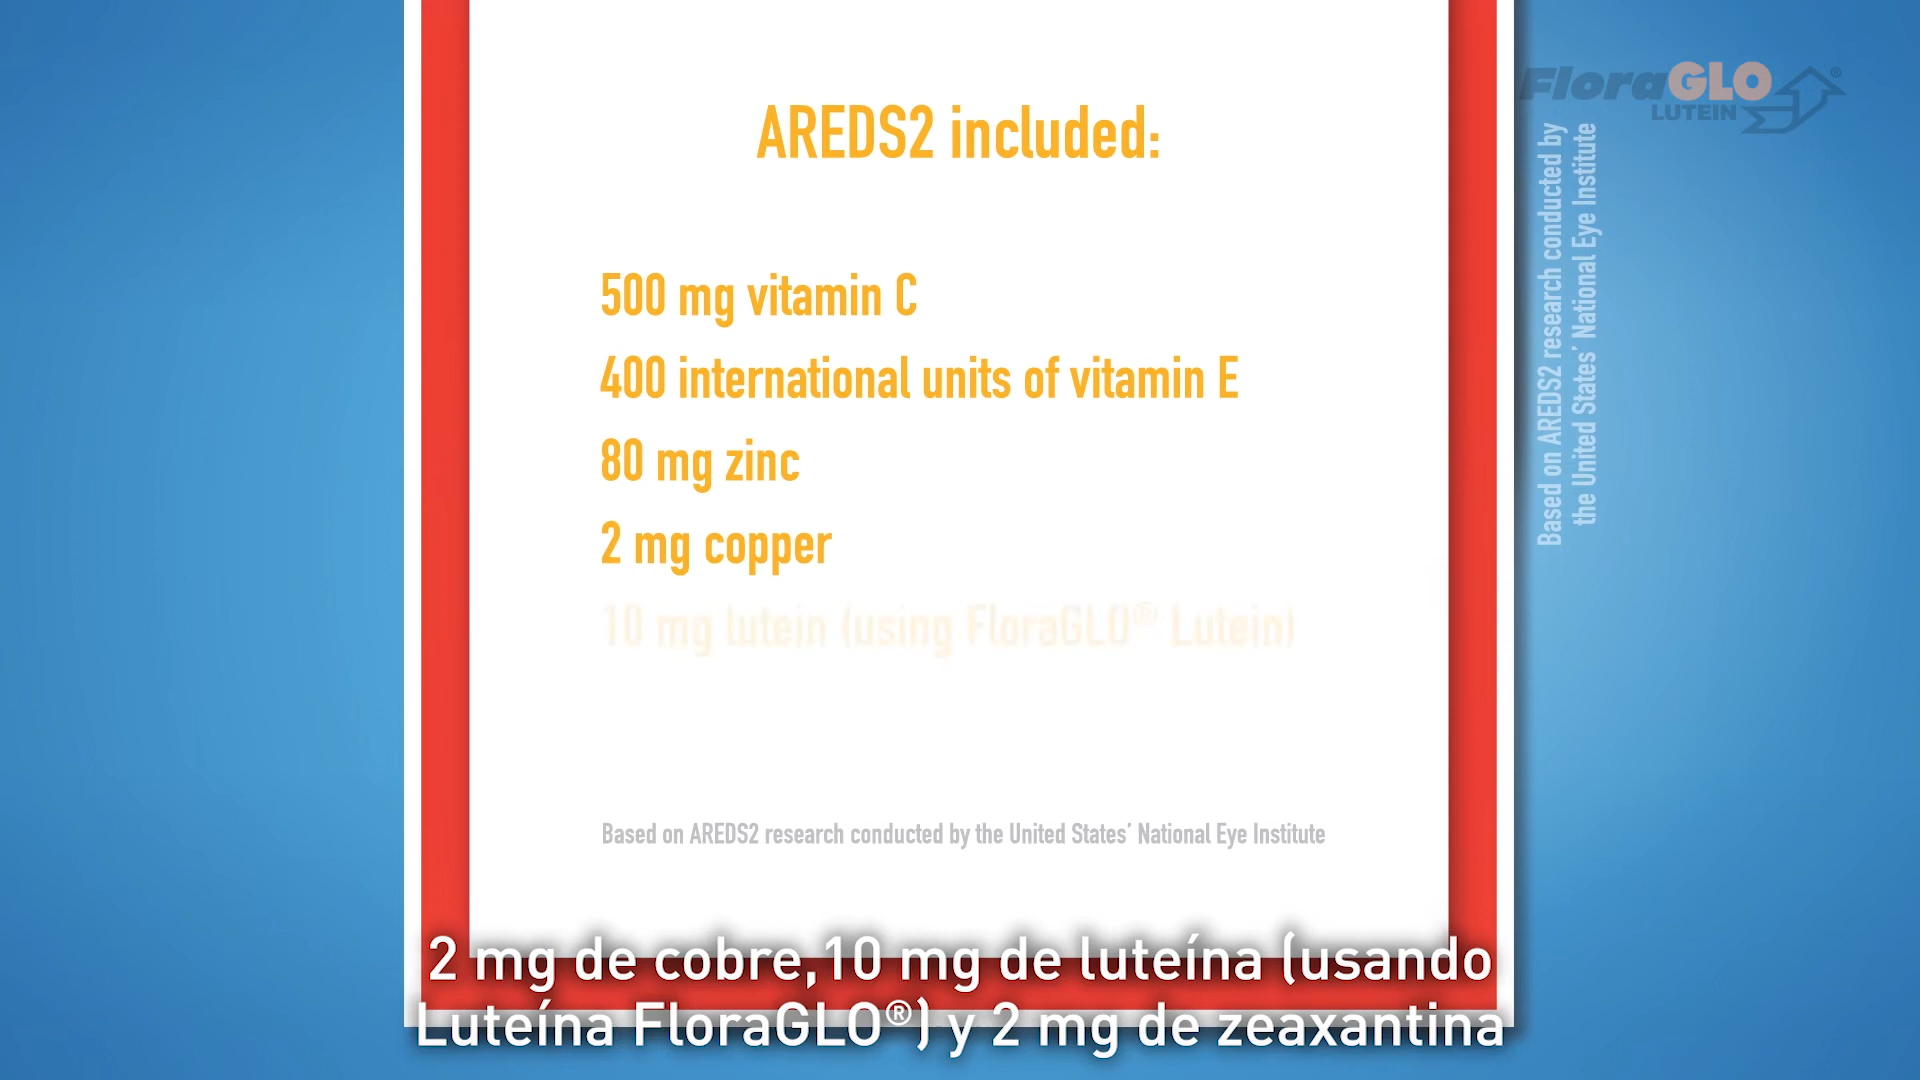 AREDS2 included:
500 mg vitamin C
400 international units of vitamin E
80 mg zinc
2 mg copper
10 mg lutein (using FloraGLO® Lutein)
Based on AREDS2 research conducted by the United States’ National Eye Institute
FloraGLO®
LUTEIN
Based on AREDS2 research conducted by
the United States’ National Eye Institute
2 mg de cobre,10 mg de luteína (usando
Luteína FloraGLO®) y 2 mg de zeaxantina